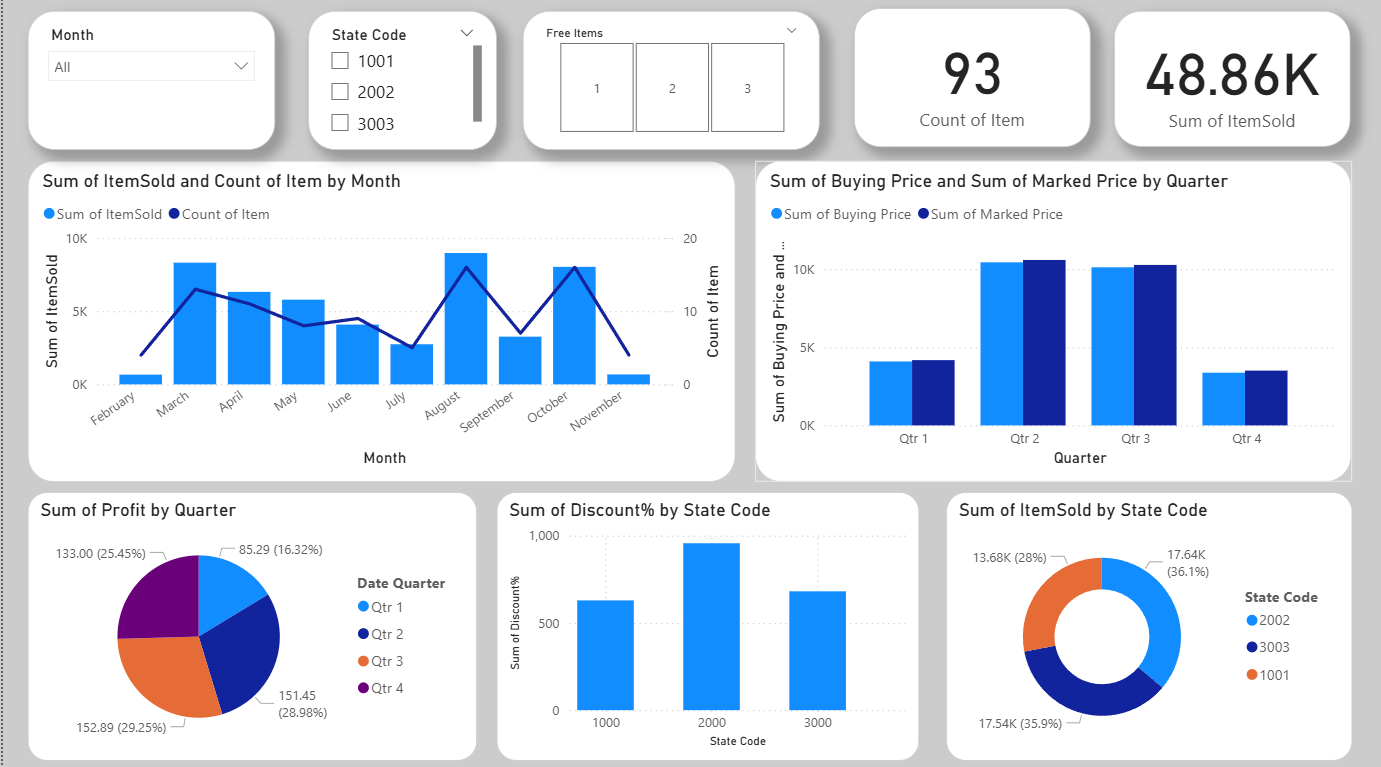 Month
All
State Code
1001
2002
3003
Free Items
1
2
3
93
Count of Item
48.86K
Sum of ItemSold
Sum of ItemSold and Count of Item by Month
Sum of ItemSold
Count of Item
10K
5K
0K
Sum of ItemSold
20
10
0
Count of Item
February
March
April
May
June
July
August
September
October
November
Month
Sum of Buying Price and Sum of Marked Price by Quarter
Sum of Buying Price
Sum of Marked Price
Sum of Buying Price and ...
10K
5K
0K
Qtr 1
Qtr 2
Qtr 3
Qtr 4
Quarter
Sum of Profit by Quarter
133.00 (25.45%)
85.29 (16.32%)
151.45
(28.98%)
152.89 (29.25%)
Date Quarter
Qtr 1
Qtr 2
Qtr 3
Qtr 4
Sum of Discount% by State Code
Sum of Discount%
1,000
500
0
1000
2000
3000
State Code
Sum of ItemSold by State Code
13.68K (28%)
17.64K
(36.1%)
17.54K (35.9%)
State Code
2002
3003
1001